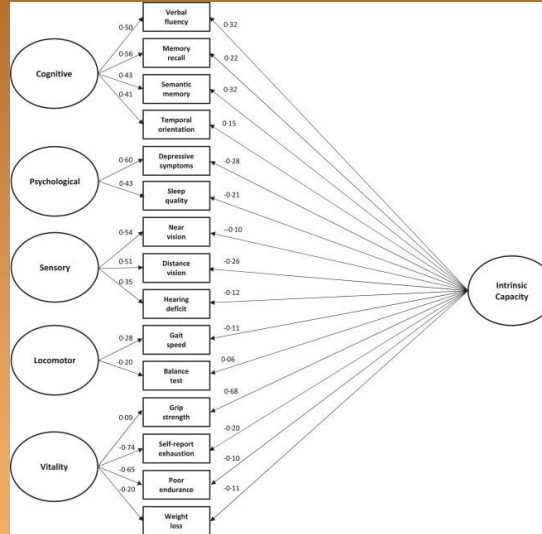 Verbal
fluency
Memory
recall
Semantic
memory
Temporal
orientation
Depressive
symptoms
Sleep
quality
Near
vision
Distance
vision
Hearing
deficit
Gait
speed
Balance
test
Grip
strength
Self-report
exhaustion
Poor
endurance
Weight
loss
Cognitive
Psychological
Sensory
Locomotor
Vitality
Intrinsic
Capacity
0·50
0·56
0·43
0·41
0·60
0·43
0·54
0·51
0·35
0·28
0·20
0·09
-0·74
-0·65
-0·20
0·32
0·22
0·32
0·15
-0·28
-0·21
-0·10
-0·26
-0·12
-0·11
0·06
0·68
-0·20
-0·10
-0·11